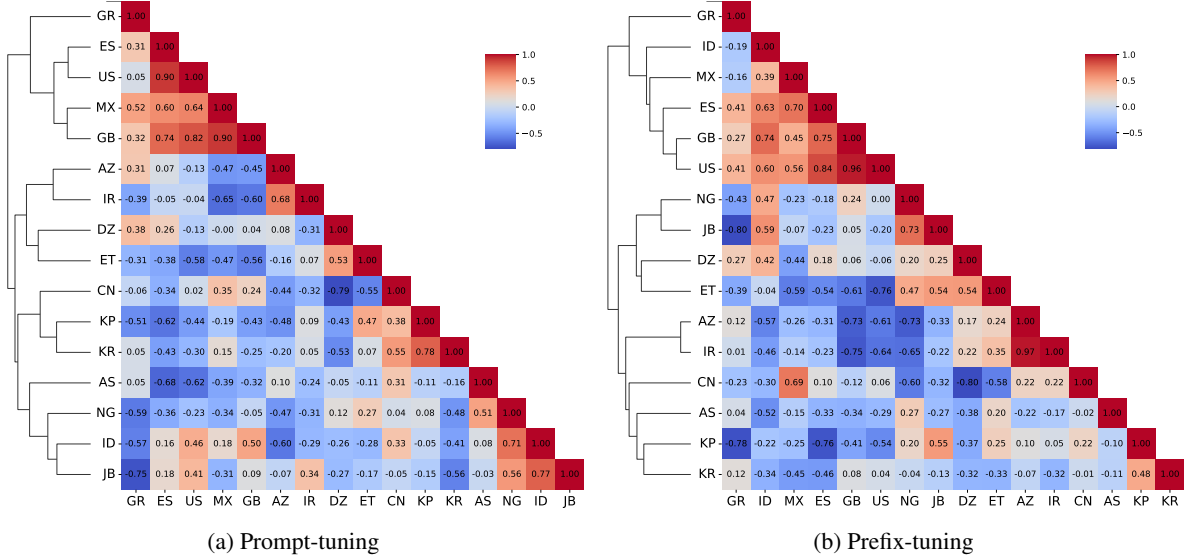 GR 1.00
ES 0.31 1.00
US 0.05 0.90 1.00
MX 0.52 0.60 0.64 1.00
GB 0.32 0.74 0.82 0.90 1.00
AZ 0.31 0.07 -0.13 -0.47 -0.45 1.00
IR -0.39 -0.05 -0.04 -0.65 -0.60 0.68 1.00
DZ 0.38 0.26 -0.13 -0.00 0.04 0.08 -0.31 1.00
ET -0.31 -0.38 -0.58 -0.47 -0.56 -0.16 0.07 0.53 1.00
CN -0.06 -0.34 0.02 0.35 0.24 -0.44 -0.32 -0.79 -0.55 1.00
KP -0.51 -0.62 -0.44 -0.19 -0.43 -0.48 0.09 -0.43 0.47 0.38 1.00
KR 0.05 -0.43 -0.30 0.15 -0.25 -0.20 0.05 -0.53 0.07 0.55 0.78 1.00
AS 0.05 -0.68 -0.62 -0.39 -0.32 0.10 -0.24 -0.05 -0.11 0.31 -0.11 -0.16 1.00
NG -0.59 -0.36 -0.23 -0.34 -0.05 -0.47 -0.31 0.12 0.27 0.04 0.08 -0.48 0.51 1.00
ID -0.57 0.16 0.46 0.18 0.50 -0.60 -0.29 -0.26 -0.28 0.33 -0.05 -0.41 0.08 0.71 1.00
JB -0.75 0.18 0.41 -0.31 0.09 -0.07 0.34 -0.27 -0.17 -0.05 -0.15 -0.56 -0.03 0.56 0.77 1.00
GR ES US MX GB AZ IR DZ ET CN KP KR AS NG ID JB
1.0
0.5
0.0
−0.5
(a) Prompt-tuning
GR 1.00
ID -0.19 1.00
MX -0.16 0.39 1.00
ES 0.41 0.63 0.70 1.00
GB 0.27 0.74 0.45 0.75 1.00
US 0.41 0.60 0.56 0.84 0.96 1.00
NG -0.43 0.47 -0.23 -0.18 0.24 0.00 1.00
JB -0.80 0.59 -0.07 -0.23 0.05 -0.20 0.73 1.00
DZ 0.27 0.42 -0.44 0.18 0.06 -0.06 0.20 0.25 1.00
ET -0.39 -0.04 -0.59 -0.54 -0.61 -0.76 0.47 0.54 0.54 1.00
AZ 0.12 -0.57 -0.26 -0.31 -0.73 -0.61 -0.73 -0.33 0.17 0.24 1.00
IR 0.01 -0.46 -0.14 -0.23 -0.75 -0.64 -0.65 -0.22 0.22 0.35 0.97 1.00
CN -0.23 -0.30 0.69 0.10 -0.12 0.06 -0.60 -0.32 -0.80 -0.58 0.22 0.22 1.00
AS 0.04 -0.52 -0.15 -0.33 -0.34 -0.29 0.27 -0.27 -0.38 0.20 -0.22 -0.17 -0.02 1.00
KP -0.78 -0.22 -0.25 -0.76 -0.41 -0.54 0.20 0.55 -0.37 0.25 0.10 0.05 0.22 -0.10 1.00
KR 0.12 -0.34 -0.45 -0.46 0.08 -0.04 -0.04 -0.13 -0.32 -0.33 -0.07 -0.32 -0.01 -0.11 0.48 1.00
GR ID MX ES GB US NG JB DZ ET AZ IR CN AS KP KR
1.0
0.5
0.0
−0.5
(b) Prefix-tuning